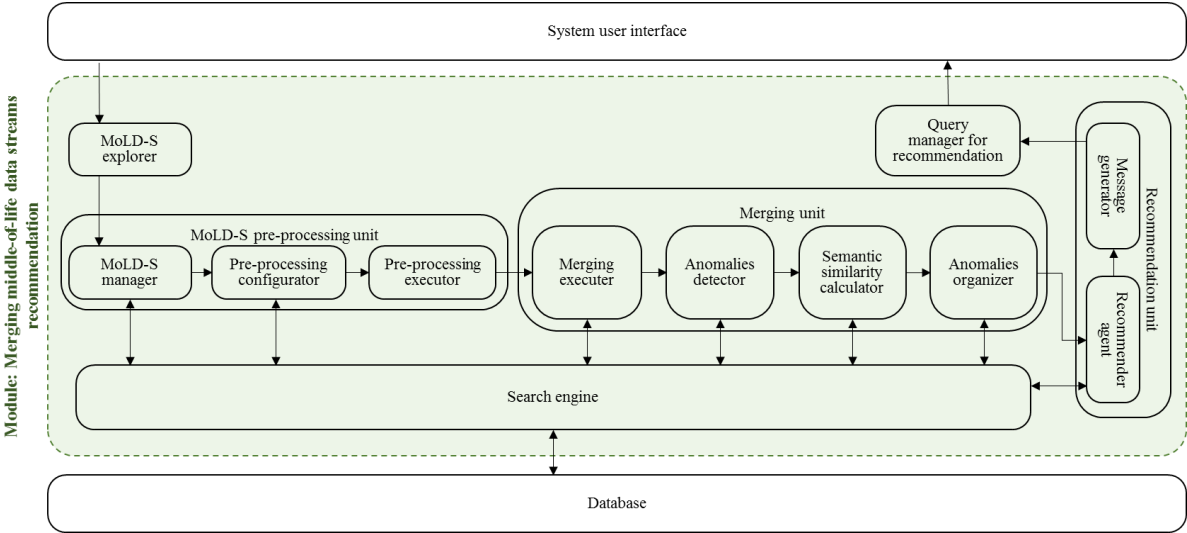 System user interface
Module: Merging middle-of-life data streams
recommendation
MoLD-S
explorer
Query
manager for
recommendation
Message
generator
Recommendation unit
MoLD-S pre-processing unit
Merging unit
MoLD-S
manager
Pre-processing
configurator
Pre-processing
executor
Merging
executer
Anomalies
detector
Semantic
similarity
calculator
Anomalies
organizer
Recommender
agent
Search engine
Database